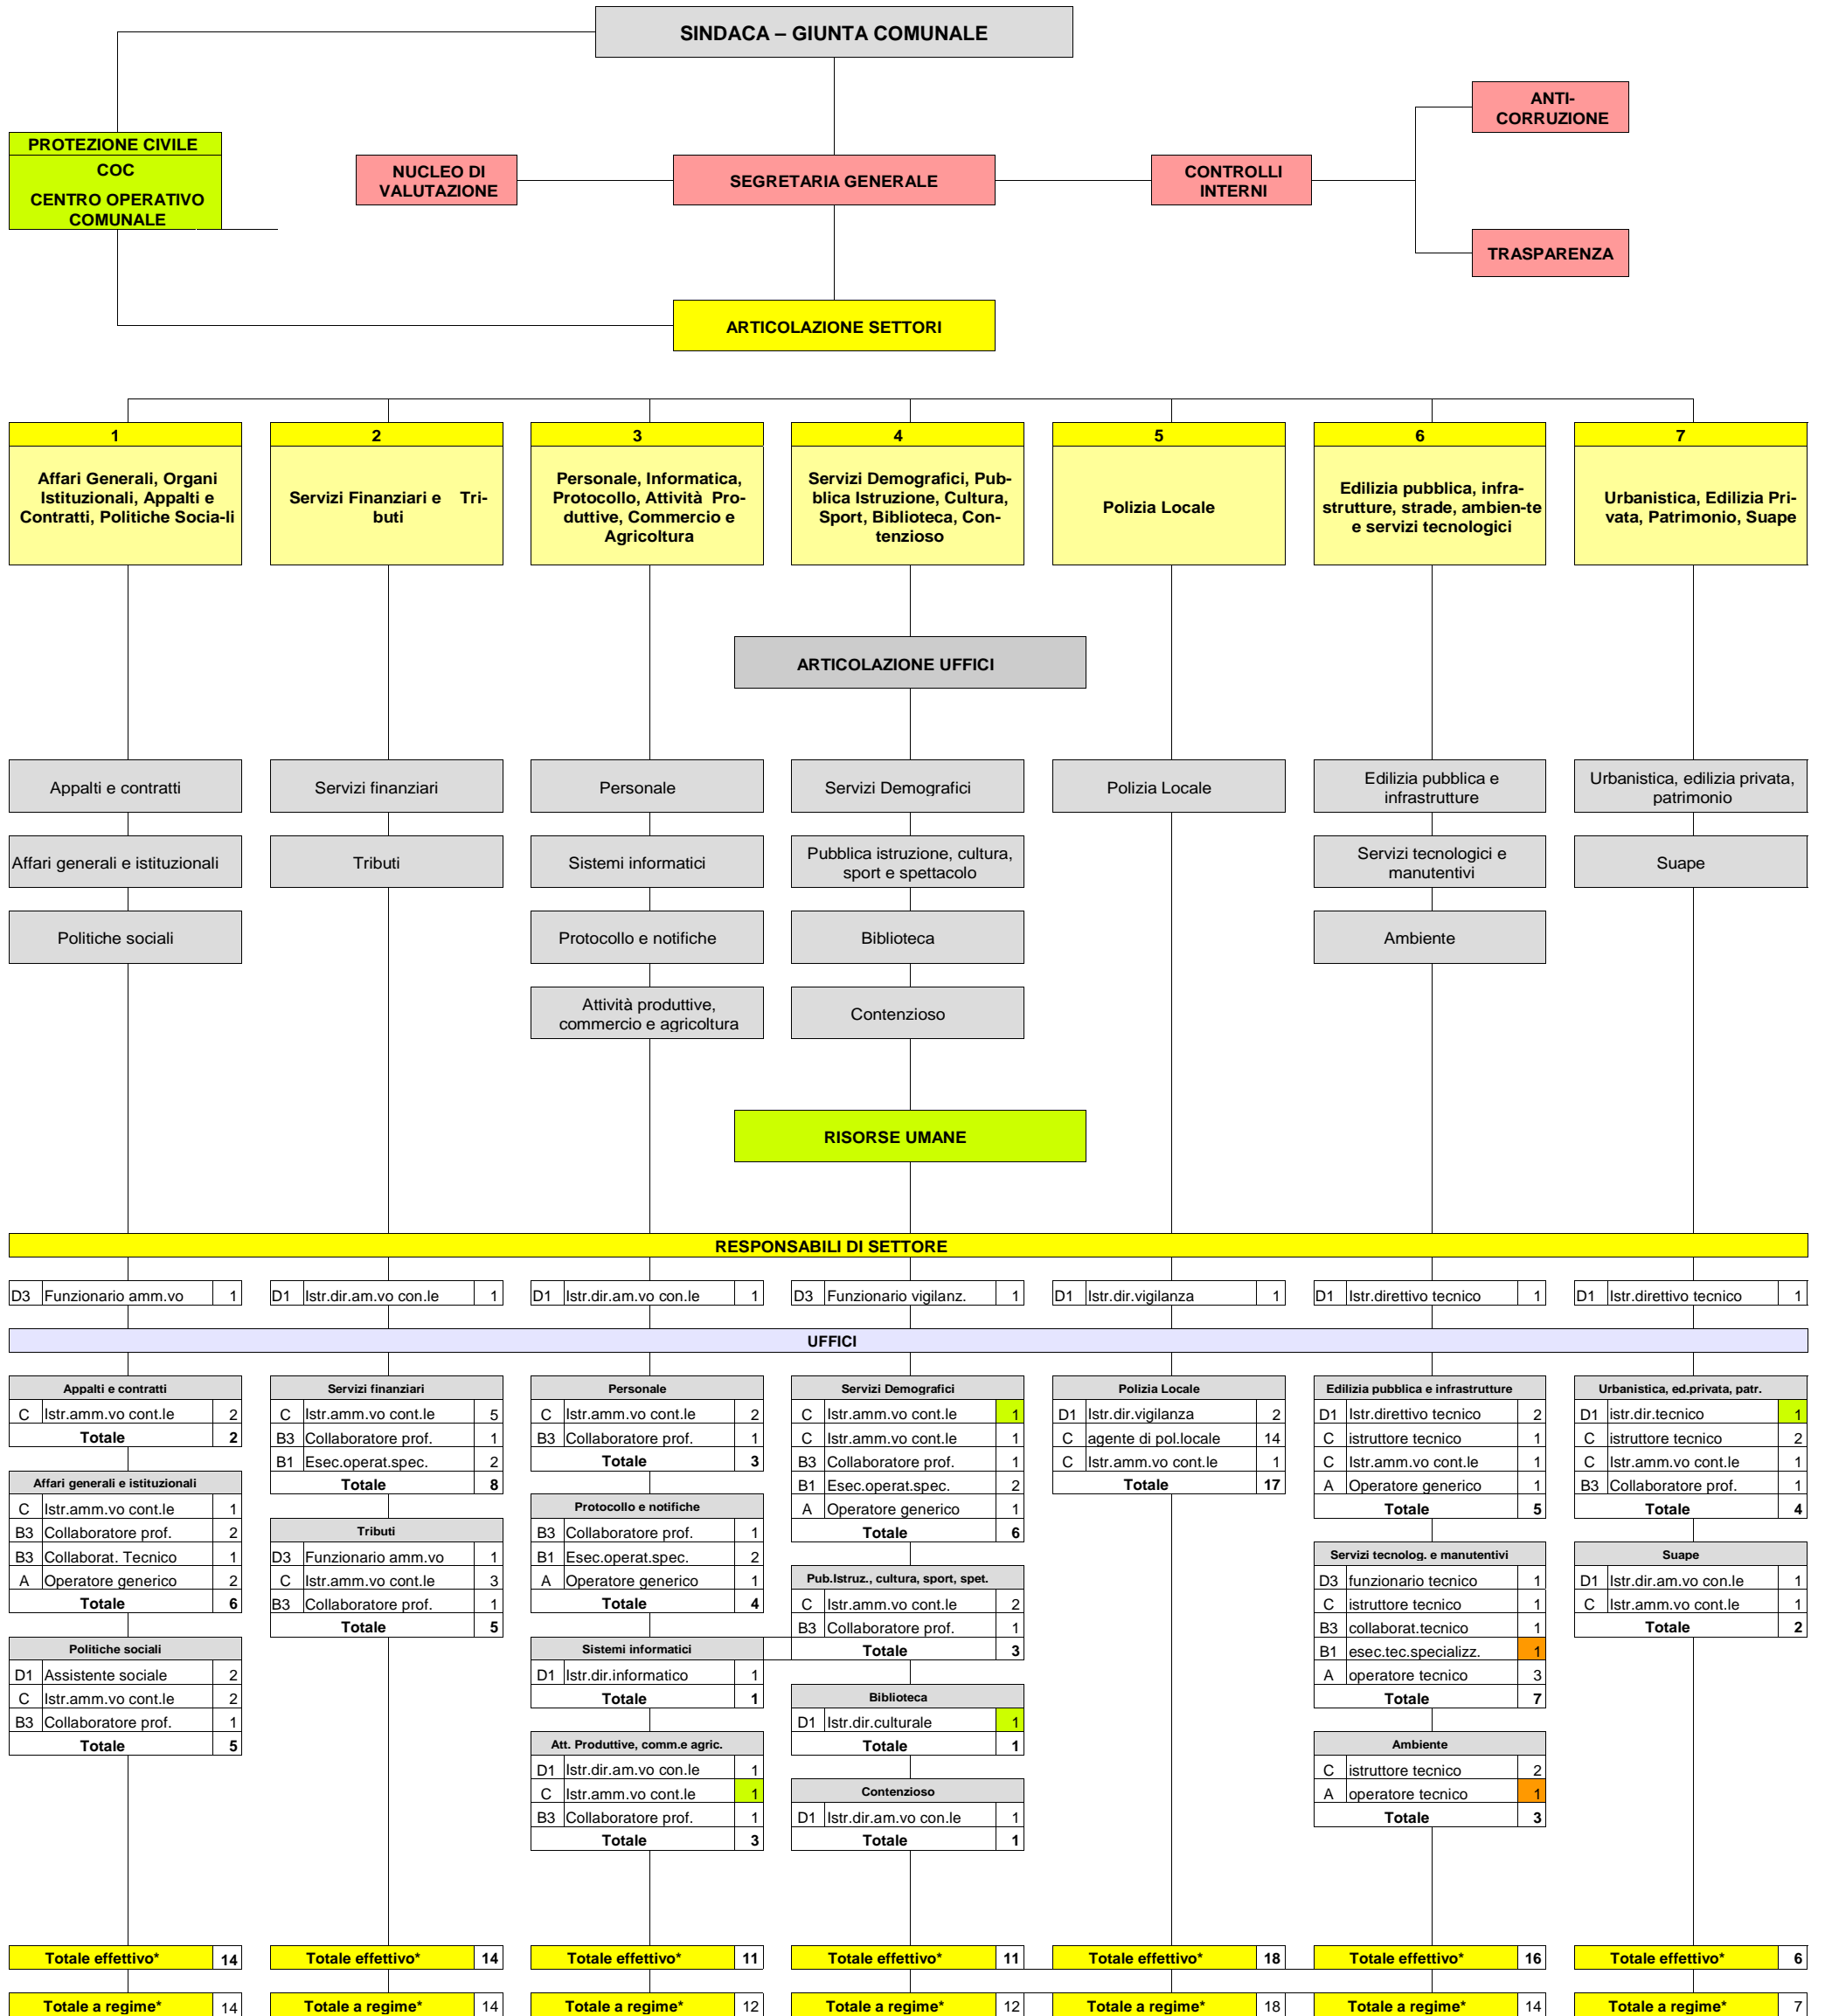 SINDACA – GIUNTA COMUNALE
ANTI-
CORRUZIONE
PROTEZIONE CIVILE
COC
CENTRO OPERATIVO
COMUNALE
NUCLEO DI
VALUTAZIONE
SEGRETARIA GENERALE
CONTROLLI
INTERNI
TRASPARENZA
ARTICOLAZIONE SETTORI
1
Affari Generali, Organi
Istituzionali, Appalti e
Contratti, Politiche Socia-li
2
Servizi Finanziari e Tri-
buti
3
Personale, Informatica,
Protocollo, Attività Pro-
duttive, Commercio e
Agricoltura
4
Servizi Demografici, Pub-
blica Istruzione, Cultura,
Sport, Biblioteca, Con-
tenzioso
5
Polizia Locale
6
Edilizia pubblica, infra-
strutture, strade, ambien-te
e servizi tecnologici
7
Urbanistica, Edilizia Pri-
vata, Patrimonio, Suape
ARTICOLAZIONE UFFICI
Appalti e contratti
Servizi finanziari
Personale
Servizi Demografici
Polizia Locale
Edilizia pubblica e
infrastrutture
Urbanistica, edilizia privata,
patrimonio
Affari generali e istituzionali
Tributi
Sistemi informatici
Pubblica istruzione, cultura,
sport e spettacolo
Servizi tecnologici e
manutentivi
Suape
Politiche sociali
Protocollo e notifiche
Biblioteca
Ambiente
Attività produttive,
commercio e agricoltura
Contenzioso
RISORSE UMANE
RESPONSABILI DI SETTORE
D3 Funzionario amm.vo 1
D1 Istr.dir.am.vo con.le 1
D1 Istr.dir.am.vo con.le 1
D3 Funzionario vigilanz. 1
D1 Istr.dir.vigilanza 1
D1 Istr.direttivo tecnico 1
D1 Istr.direttivo tecnico 1
UFFICI
Appalti e contratti
C Istr.amm.vo cont.le 2
Totale 2
Affari generali e istituzionali
C Istr.amm.vo cont.le 1
B3 Collaboratore prof. 2
B3 Collaborat. Tecnico 1
A Operatore generico 2
Totale 6
Politiche sociali
D1 Assistente sociale 2
C Istr.amm.vo cont.le 2
B3 Collaboratore prof. 1
Totale 5
Servizi finanziari
C Istr.amm.vo cont.le 5
B3 Collaboratore prof. 1
B1 Esec.operat.spec. 2
Totale 8
Tributi
D3 Funzionario amm.vo 1
C Istr.amm.vo cont.le 3
B3 Collaboratore prof. 1
Totale 5
Personale
C Istr.amm.vo cont.le 2
B3 Collaboratore prof. 1
Totale 3
Protocollo e notifiche
B3 Collaboratore prof. 1
B1 Esec.operat.spec. 2
A Operatore generico 1
Totale 4
Sistemi informatici
D1 Istr.dir.informatico 1
Totale 1
Att. Produttive, comm.e agric.
D1 Istr.dir.am.vo con.le 1
C Istr.amm.vo cont.le 1
B3 Collaboratore prof. 1
Totale 3
Servizi Demografici
C Istr.amm.vo cont.le 1
C Istr.amm.vo cont.le 1
B3 Collaboratore prof. 1
B1 Esec.operat.spec. 2
A Operatore generico 1
Totale 6
Pub.Istruz., cultura, sport, spet.
C Istr.amm.vo cont.le 2
B3 Collaboratore prof. 1
Totale 3
Biblioteca
D1 Istr.dir.culturale 1
Totale 1
Contenzioso
D1 Istr.dir.am.vo con.le 1
Totale 1
Polizia Locale
D1 Istr.dir.vigilanza 2
C agente di pol.locale 14
C Istr.amm.vo cont.le 1
Totale 17
Edilizia pubblica e infrastrutture
D1 Istr.direttivo tecnico 2
C istruttore tecnico 1
C Istr.amm.vo cont.le 1
A Operatore generico 1
Totale 5
Servizi tecnolog. e manutentivi
D3 funzionario tecnico 1
C istruttore tecnico 1
B3 collaborat.tecnico 1
B1 esec.tec.specializz. 1
A operatore tecnico 3
Totale 7
Ambiente
C istruttore tecnico 2
A operatore tecnico 1
Totale 3
Urbanistica, ed.privata, patr.
D1 istr.dir.tecnico 1
C istruttore tecnico 2
C Istr.amm.vo cont.le 1
B3 Collaboratore prof. 1
Totale 4
Suape
D1 Istr.dir.am.vo con.le 1
C Istr.amm.vo cont.le 1
Totale 2
Totale effettivo* 14
Totale effettivo* 14
Totale effettivo* 11
Totale effettivo* 11
Totale effettivo* 18
Totale effettivo* 16
Totale effettivo* 6
Totale a regime* 14
Totale a regime* 14
Totale a regime* 12
Totale a regime* 12
Totale a regime* 18
Totale a regime* 14
Totale a regime* 7